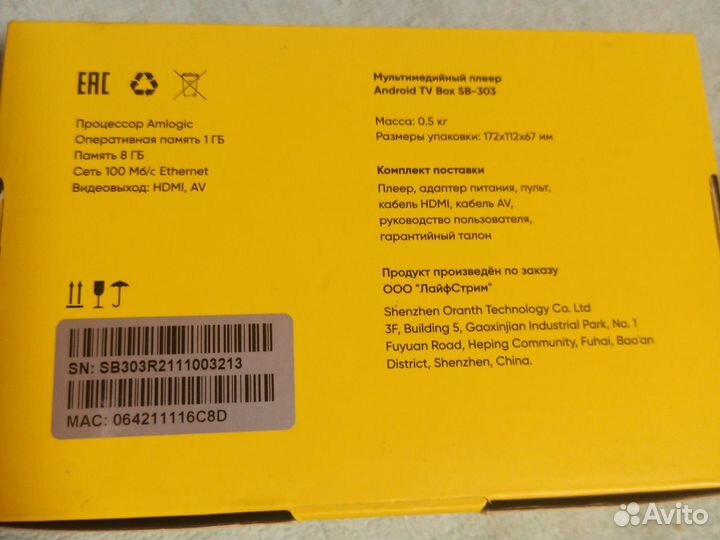 EAC
Процессор Amlogic
Оперативная память 1 ГБ
Память 8 ГБ
Сеть 100 Мб/с Ethernet
Видеовыход: HDMI, AV
SN: SB303R2111003213
MAC: 064211116C8D
Мультимедийный плеер
Android TV Box SB-303
Масса: 0.5 кг
Размеры упаковки: 172x112x67 мм
Комплект поставки
Плеер, адаптер питания, пульт,
кабель HDMI, кабель AV,
руководство пользователя,
гарантийный талон
Продукт произведён по заказу
ООО "ЛайфСтрим"
Shenzhen Oranth Technology Co. Ltd
3F, Building 5, Gaoxinjian Industrial Park, No. 1
Fuyuan Road, Heping Community, Fuhai, Bao'an
District, Shenzhen, China.
Avito